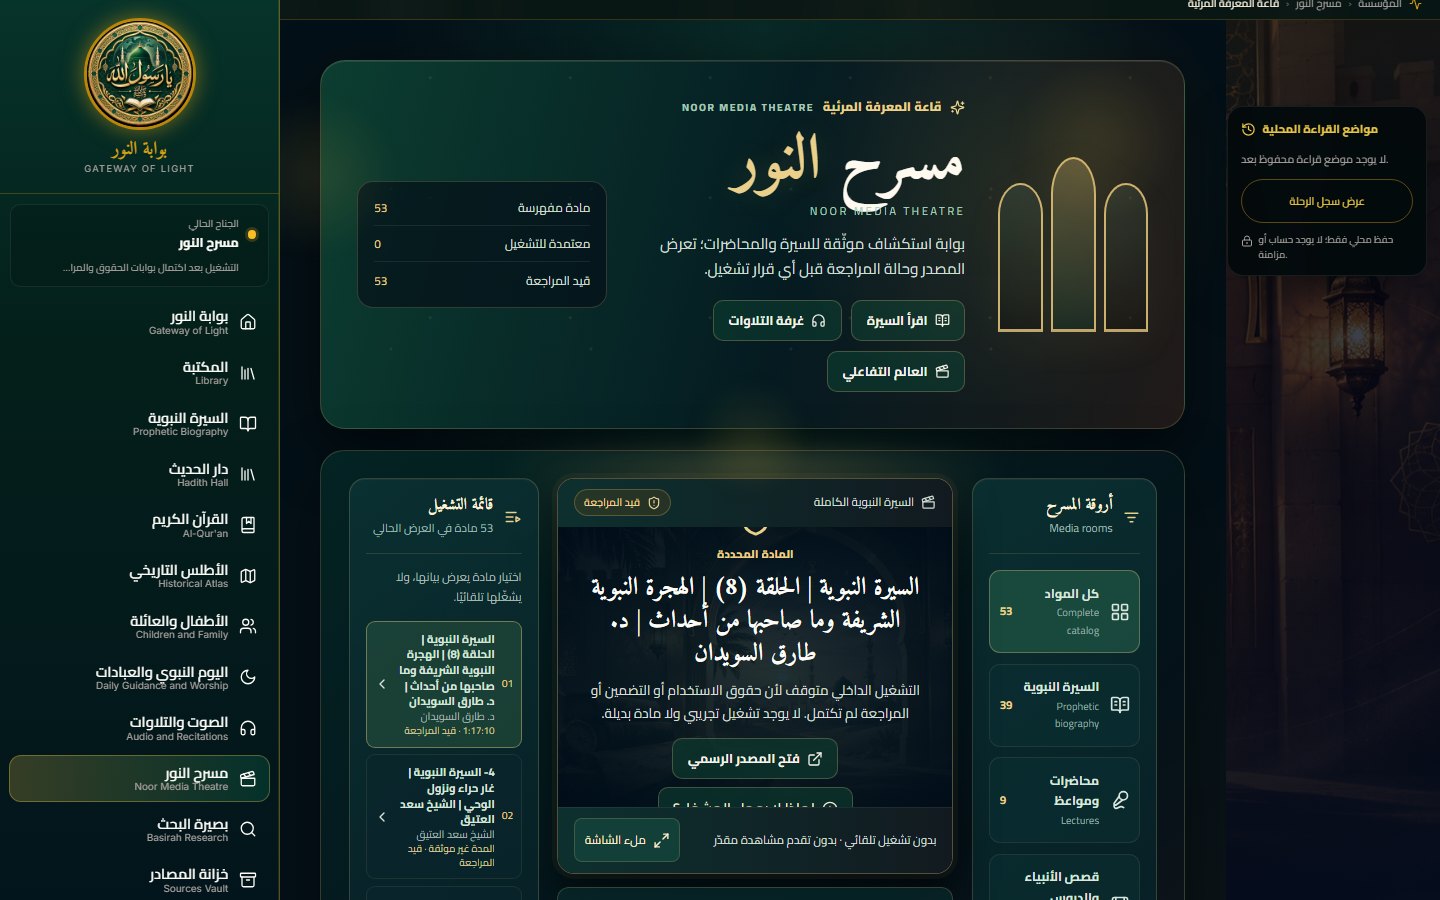 المؤسسة › مسرح النور › قاعة المعرفة المرئية
يا رسول الله
بوابة النور
GATEWAY OF LIGHT
الجناح الحالي
مسرح النور
التشغيل بعد اكتمال بوابات الحقوق والمرا...
بوابة النور
Gateway of Light
المكتبة
Library
السيرة النبوية
Prophetic Biography
دار الحديث
Hadith Hall
القرآن الكريم
Al-Qur'an
الأطلس التاريخي
Historical Atlas
الأطفال والعائلة
Children and Family
اليوم النبوي والعبادات
Daily Guidance and Worship
الصوت والتلاوات
Audio and Recitations
مسرح النور
Noor Media Theatre
بصيرة البحث
Basirah Research
خزانة المصادر
Sources Vault
مواضع القراءة المحلية
لا يوجد موضع قراءة محفوظ بعد.
عرض سجل الرحلة
حفظ محلي فقط؛ لا يوجد حساب أو
مزامنة.
قاعة المعرفة المرئية NOOR MEDIA THEATRE
مسرح النور
NOOR MEDIA THEATRE
بوابة استكشاف موثّقة للسيرة والمحاضرات؛ تعرض
المصدر وحالة المراجعة قبل أي قرار تشغيل.
اقرأ السيرة
غرفة التلاوات
العالم التفاعلي
مادة مفهرسة 53
معتمدة للتشغيل 0
قيد المراجعة 53
أروقة المسرح
Media rooms
كل المواد
Complete
catalog
53
السيرة النبوية
Prophetic
biography
39
محاضرات
ومواعظ
Lectures
9
قصص الأنبياء
والدروس
السيرة النبوية الكاملة
قيد المراجعة
المادة المحددة
السيرة النبوية | الحلقة (8) | الهجرة النبوية
الشريفة وما صاحبها من أحداث | د.
طارق السويدان
التشغيل الداخلي متوقف لأن حقوق الاستخدام أو التضمين أو
المراجعة لم تكتمل. لا يوجد تشغيل تجريبي ولا مادة بديلة.
فتح المصدر الرسمي
بدون تشغيل تلقائي · بدون تقدم مشاهدة مقدّر
ملء الشاشة
قائمة التشغيل
53 مادة في العرض الحالي
اختيار مادة يعرض بيانها، ولا
يشغّلها تلقائيًا.
01
السيرة النبوية |
الحلقة (8) | الهجرة
النبوية الشريفة وما
صاحبها من أحداث |
د. طارق السويدان
د. طارق السويدان
1:17:10 · قيد المراجعة
02
4- السيرة النبوية |
غار حراء ونزول
الوحي | الشيخ سعد
العتيق
الشيخ سعد العتيق
المدة غير موثقة · قيد
المراجعة